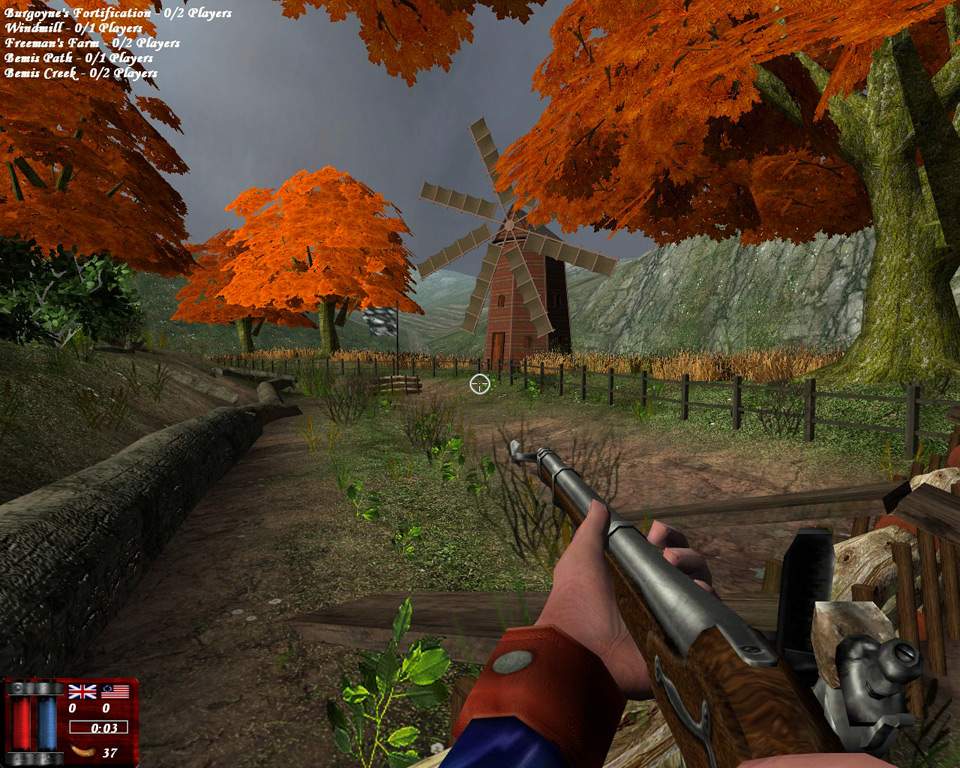 Burgoyne's Fortification - 0/2 Players
Windmill - 0/1 Players
Freeman's Farm - 0/2 Players
Bemis Path - 0/1 Players
Bemis Creek - 0/2 Players
0 0
0:03
37